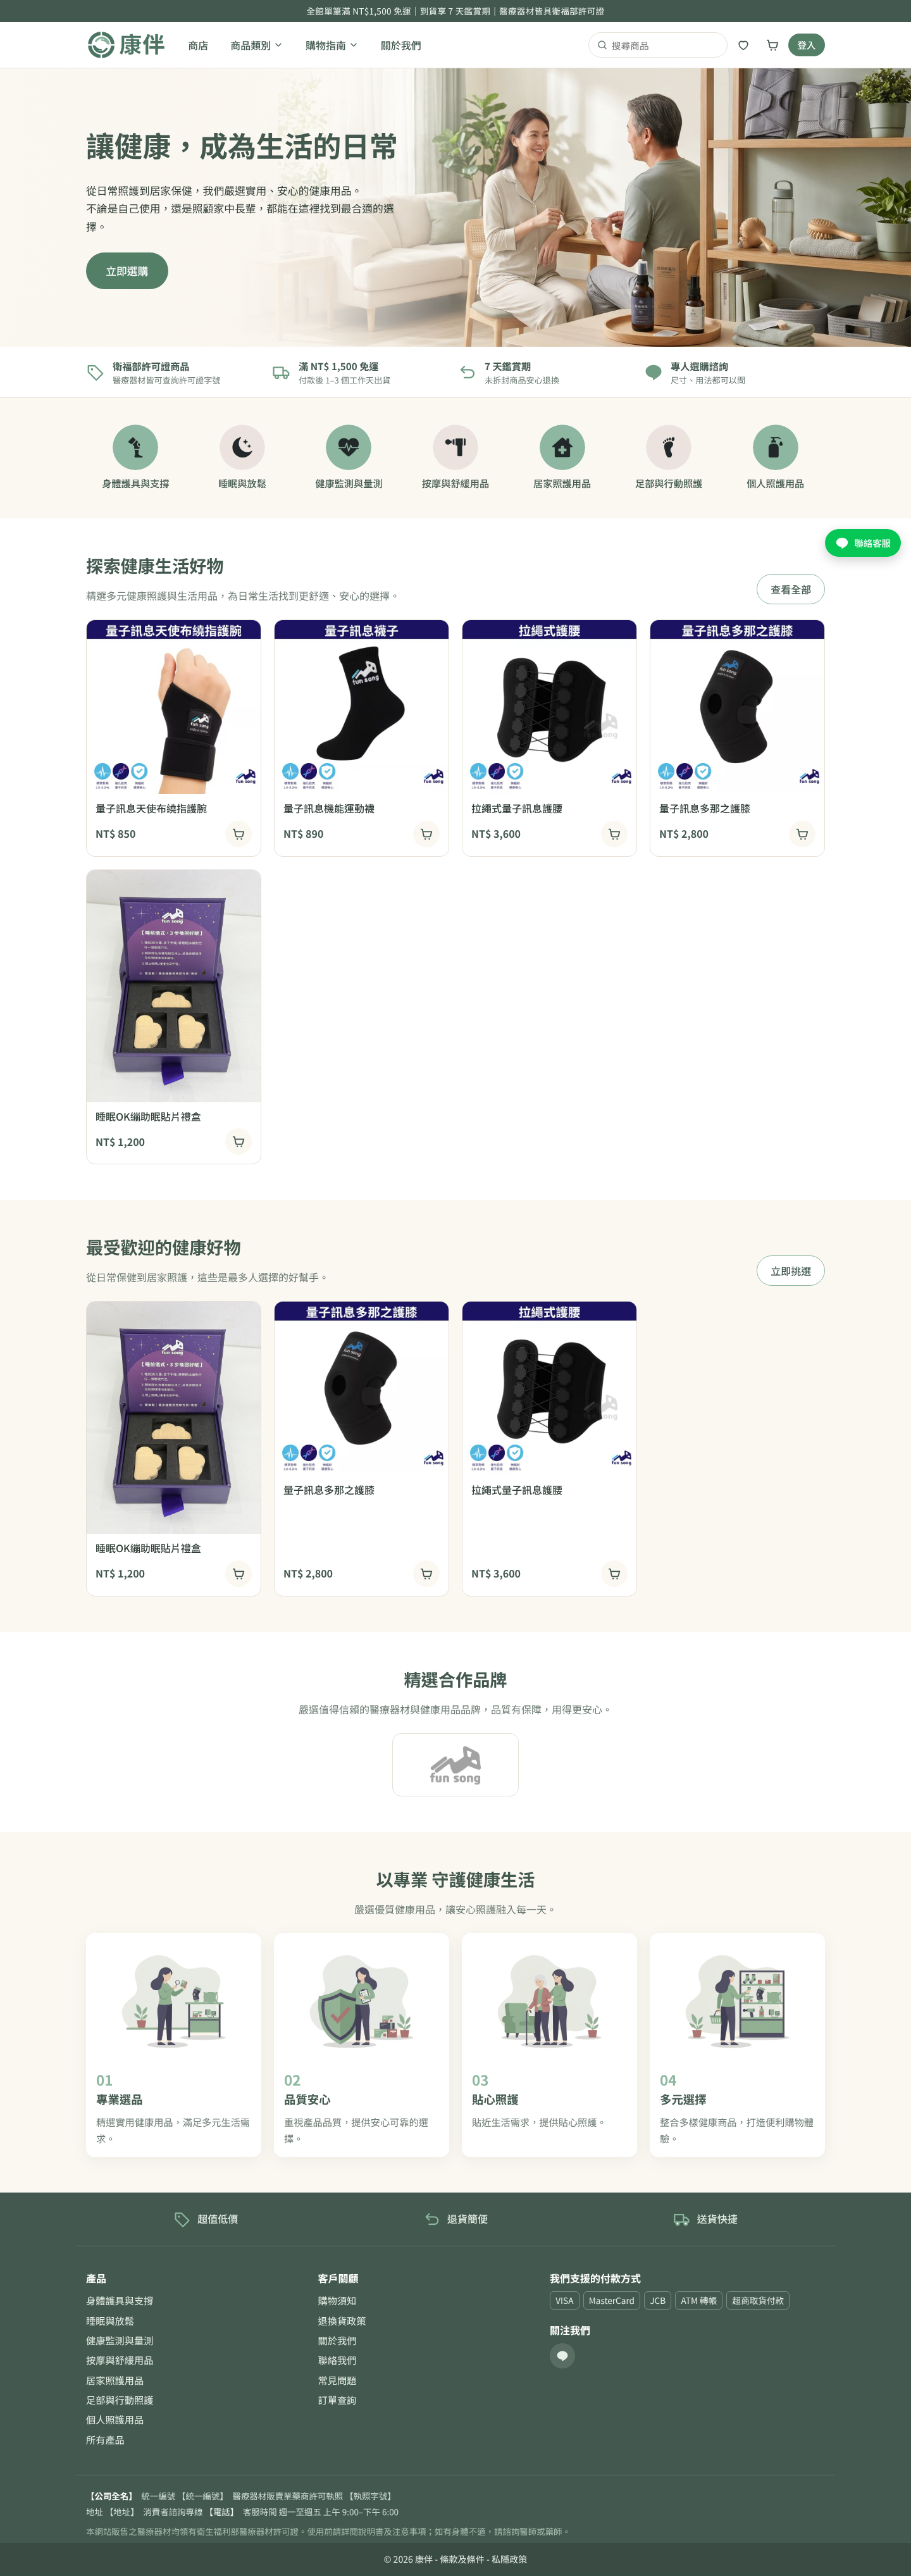 全館單筆滿 NT$1,500 免運｜到貨享 7 天鑑賞期｜醫療器材皆具衛福部許可證
康伴
商店
商品類別
購物指南
關於我們
搜尋商品
登入
讓健康，成為生活的日常
從日常照護到居家保健，我們嚴選實用、安心的健康用品。
不論是自己使用，還是照顧家中長輩，都能在這裡找到最合適的選
擇。
立即選購
衛福部許可證商品
醫療器材皆可查詢許可證字號
滿 NT$ 1,500 免運
付款後 1–3 個工作天出貨
7 天鑑賞期
未拆封商品安心退換
專人選購諮詢
尺寸、用法都可以問
身體護具與支撐
睡眠與放鬆
健康監測與量測
按摩與舒緩用品
居家照護用品
足部與行動照護
個人照護用品
聯絡客服
探索健康生活好物
精選多元健康照護與生活用品，為日常生活找到更舒適、安心的選擇。
查看全部
量子訊息天使布繞指護腕
fun song
fun song
量子訊息天使布繞指護腕
NT$ 850
量子訊息襪子
fun song
fun song
量子訊息機能運動襪
NT$ 890
拉繩式護腰
fun song
fun song
拉繩式量子訊息護腰
NT$ 3,600
量子訊息多那之護膝
fun song
量子訊息多那之護膝
NT$ 2,800
fun song
睡眠OK繃助眠貼片禮盒
NT$ 1,200
最受歡迎的健康好物
從日常保健到居家照護，這些是最多人選擇的好幫手。
立即挑選
fun song
睡眠OK繃助眠貼片禮盒
NT$ 1,200
量子訊息多那之護膝
fun song
量子訊息多那之護膝
NT$ 2,800
拉繩式護腰
fun song
fun song
拉繩式量子訊息護腰
NT$ 3,600
精選合作品牌
嚴選值得信賴的醫療器材與健康用品品牌，品質有保障，用得更安心。
fun song
以專業 守護健康生活
嚴選優質健康用品，讓安心照護融入每一天。
01
專業選品
精選實用健康用品，滿足多元生活需
求。
02
品質安心
重視產品品質，提供安心可靠的選
擇。
03
貼心照護
貼近生活需求，提供貼心照護。
04
多元選擇
整合多樣健康商品，打造便利購物體
驗。
超值低價
退貨簡便
送貨快捷
產品
身體護具與支撐
睡眠與放鬆
健康監測與量測
按摩與舒緩用品
居家照護用品
足部與行動照護
個人照護用品
所有產品
客戶關顧
購物須知
退換貨政策
關於我們
聯絡我們
常見問題
訂單查詢
我們支援的付款方式
VISA
MasterCard
JCB
ATM 轉帳
超商取貨付款
關注我們
【公司全名】 統一編號 【統一編號】 醫療器材販賣業藥商許可執照 【執照字號】
地址 【地址】 消費者諮詢專線 【電話】 客服時間 週一至週五 上午 9:00–下午 6:00
本網站販售之醫療器材均領有衛生福利部醫療器材許可證。使用前請詳閱說明書及注意事項；如有身體不適，請諮詢醫師或藥師。
© 2026 康伴 - 條款及條件 - 私隱政策